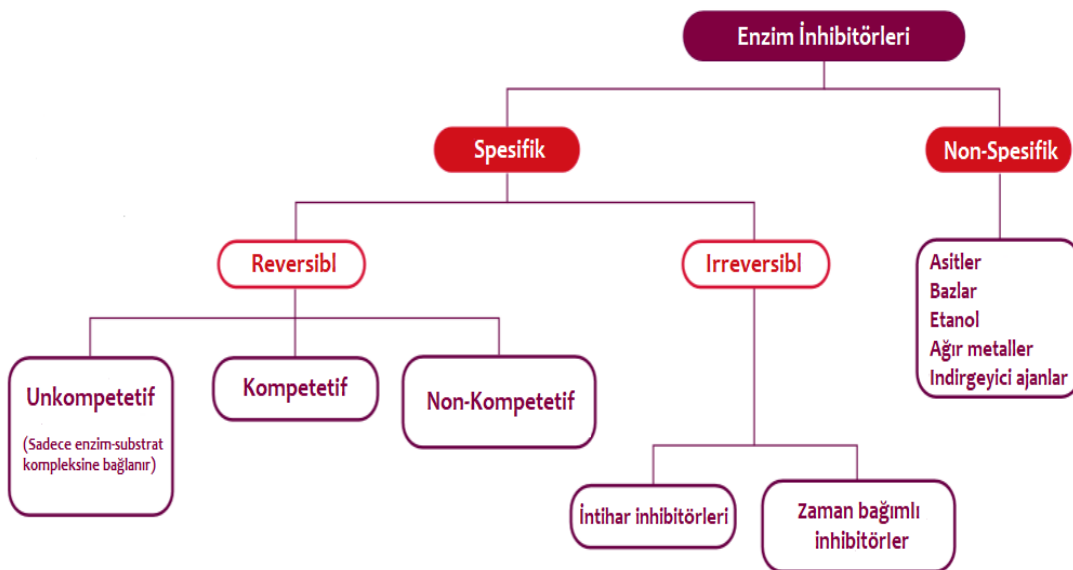 Enzim İnhibitörleri
Spesifik
Non-Spesifik
Reversibl
Irreversibl
Asitler
Bazlar
Etanol
Ağır metaller
Indirgeyici ajanlar
Unkompetetif
(Sadece enzim-substrat
kompleksine bağlanır)
Kompetetif
Non-Kompetetif
İntihar inhibitörleri
Zaman bağımlı
inhibitörler